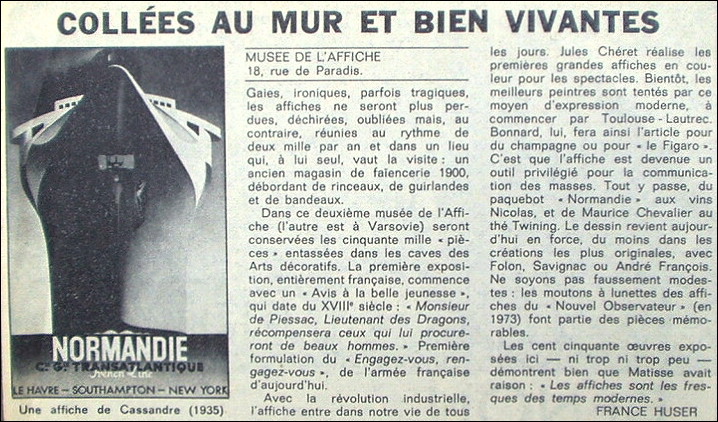 COLLÉES AU MUR ET BIEN VIVANTES
NORMANDIE
Cie Gle TRANSATLANTIQUE
French Line
LE HAVRE — SOUTHAMPTON — NEW YORK
Une affiche de Cassandre (1935)
MUSEE DE L'AFFICHE
18, rue de Paradis.
Gaies, ironiques, parfois tragiques,
les affiches ne seront plus per-
dues, déchirées, oubliées mais, au
contraire, réunies au rythme de
deux mille par an et dans un lieu
qui, à lui seul, vaut la visite : un
ancien magasin de faïencerie 1900,
débordant de rinceaux, de guirlandes
et de bandeaux.
Dans ce deuxième musée de l'Affi-
che (l'autre est à Varsovie) seront
conservées les cinquante mille « piè-
ces » entassées dans les caves des
Arts décoratifs. La première exposi-
tion, entièrement française, commence
avec un « Avis à la belle jeunesse »,
qui date du XVIIIe siècle : « Monsieur
de Piessac, Lieutenant des Dragons,
récompensera ceux qui lui procure-
ront de beaux hommes. » Première
formulation du « Engagez-vous, ren-
gagez-vous », de l'armée française
d'aujourd'hui.
Avec la révolution industrielle,
l'affiche entre dans notre vie de tous
les jours. Jules Chéret réalise les
premières grandes affiches en cou-
leur pour les spectacles. Bientôt, les
meilleurs peintres sont tentés par ce
moyen d'expression moderne, à
commencer par Toulouse-Lautrec.
Bonnard, lui, fera ainsi l'article pour
du champagne ou pour « le Figaro ».
C'est que l'affiche est devenue un
outil privilégié pour la communica-
tion des masses. Tout y passe, du
paquebot « Normandie » aux vins
Nicolas, et de Maurice Chevalier au
thé Twining. Le dessin revient aujour-
d'hui en force, du moins dans les
créations les plus originales, avec
Folon, Savignac ou André François.
Ne soyons pas faussement modes-
tes : les moutons à lunettes des affi-
ches du « Nouvel Observateur » (en
1973) font partie des pièces mémo-
rables.
Les cent cinquante œuvres expo-
sées ici — ni trop ni trop peu —
démontrent bien que Matisse avait
raison : « Les affiches sont les fres-
ques des temps modernes. »
FRANCE HUSER